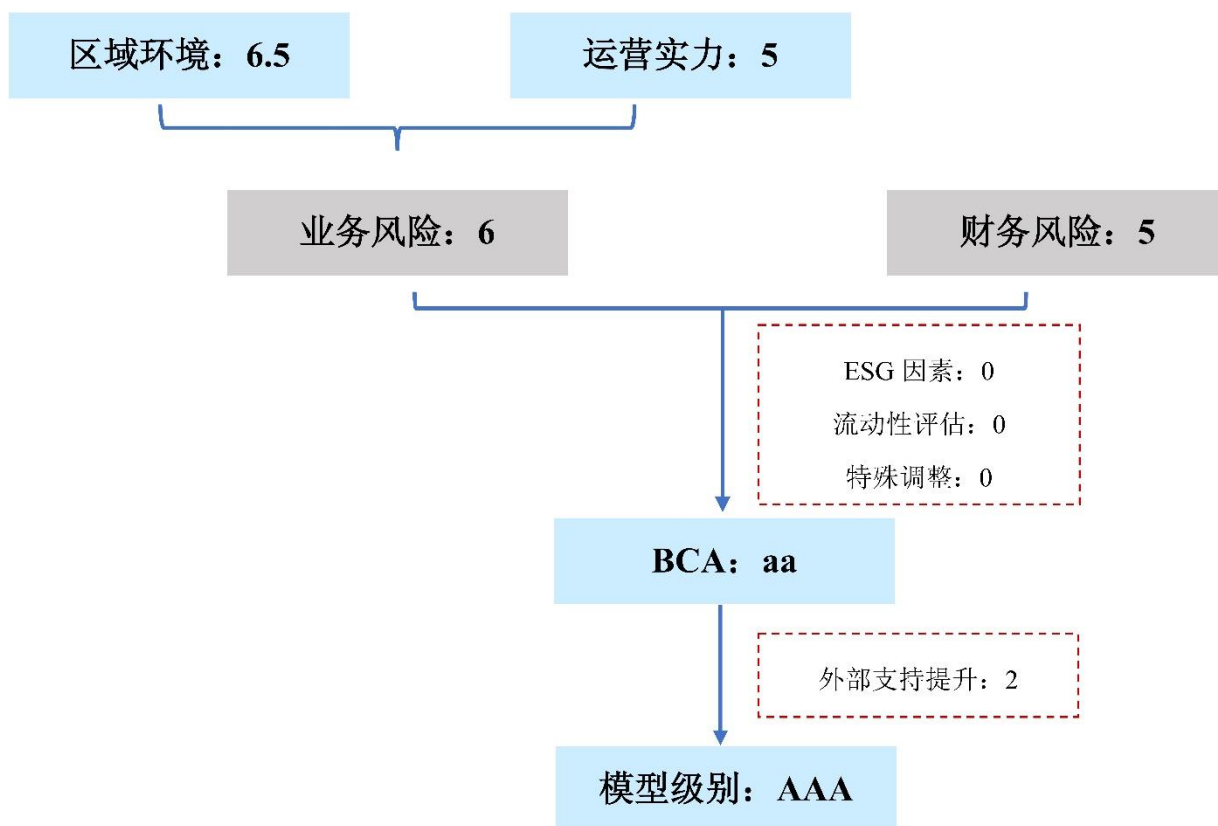 区域环境：6.5
运营实力：5
业务风险：6
财务风险：5
ESG 因素：0
流动性评估：0
特殊调整：0
BCA：aa
外部支持提升：2
模型级别：AAA